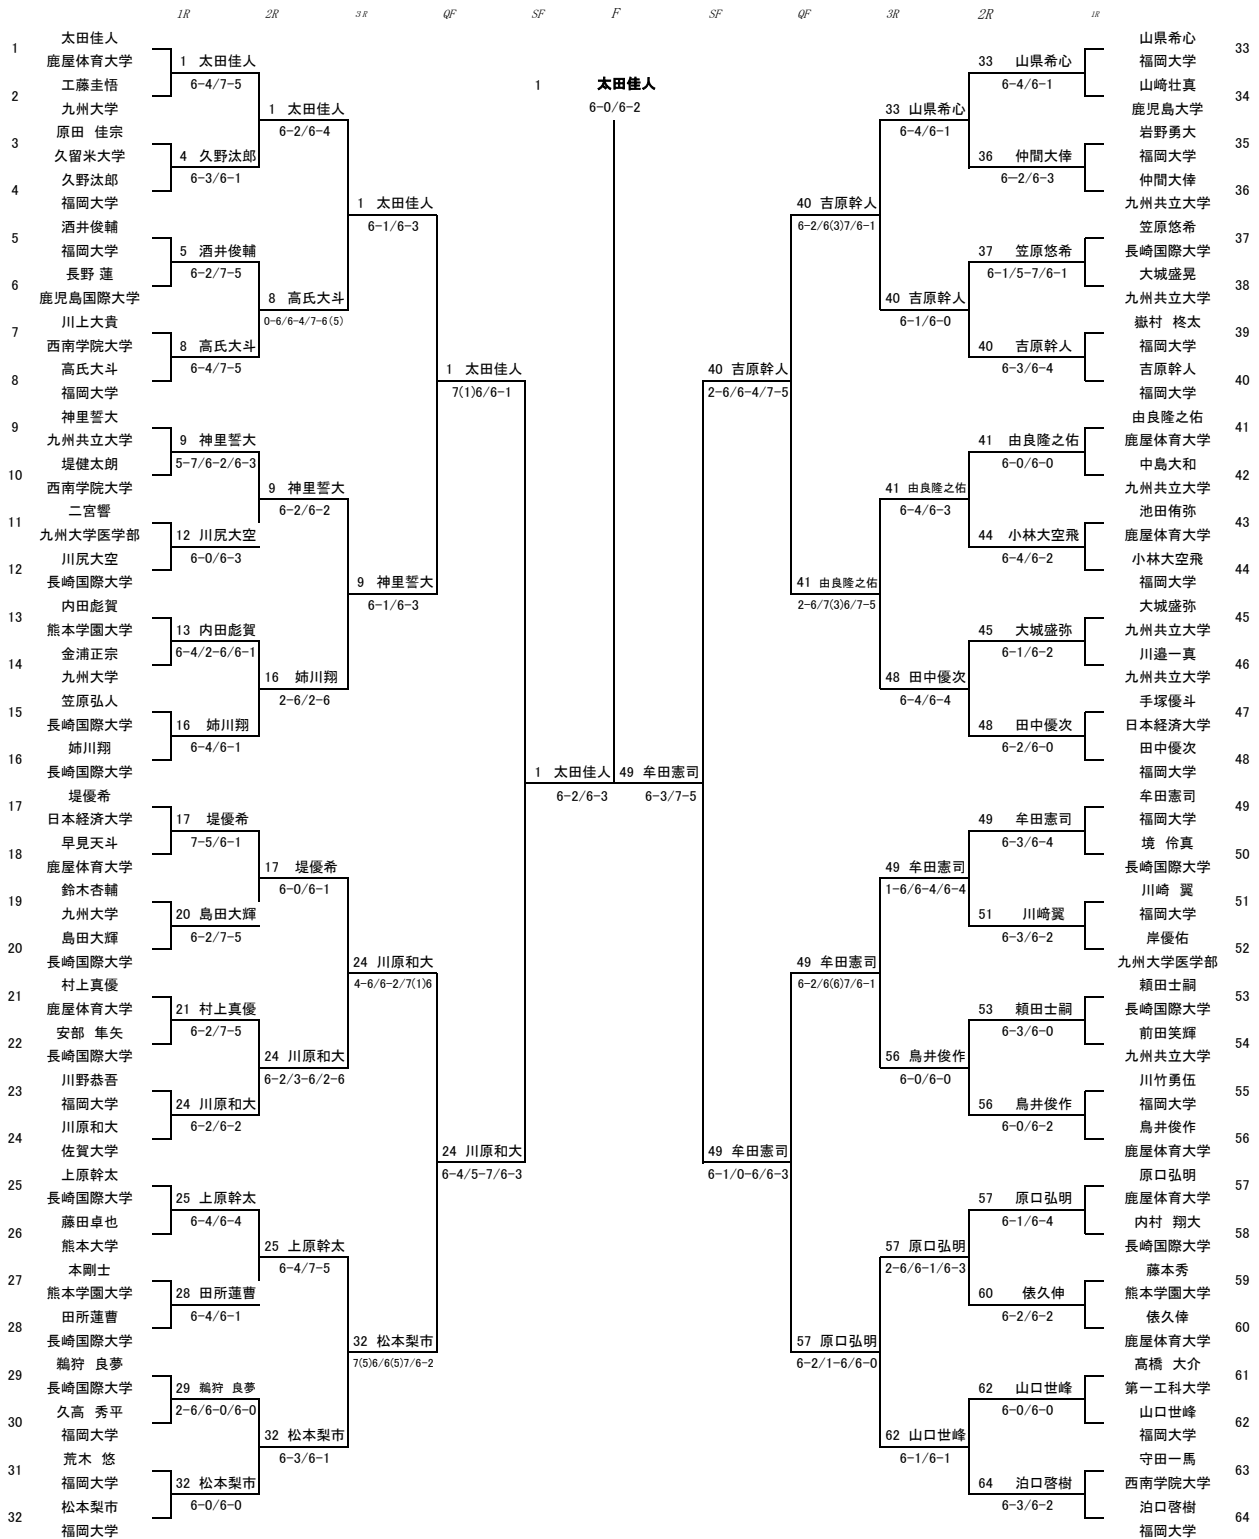 1R 2R 3R QF SF F SF QF 3R 2R 1R
太田佳人
1
鹿屋体育大学
工藤圭悟
2
九州大学
原田 佳宗
3
久留米大学
久野汰郎
4
福岡大学
酒井俊輔
5
福岡大学
長野 蓮
6
鹿児島国際大学
川上大貴
7
西南学院大学
高氏大斗
8
福岡大学
神里誓大
9
九州共立大学
堤健太朗
10
西南学院大学
二宮響
11
九州大学医学部
川尻大空
12
長崎国際大学
内田彪賀
13
熊本学園大学
金浦正宗
14
九州大学
笠原弘人
15
長崎国際大学
姉川翔
16
長崎国際大学
堤優希
17
日本経済大学
早見天斗
18
鹿屋体育大学
鈴木杏輔
19
九州大学
島田大輝
20
長崎国際大学
村上真優
21
鹿屋体育大学
安部 隼矢
22
長崎国際大学
川野恭吾
23
福岡大学
川原和大
24
佐賀大学
上原幹太
25
長崎国際大学
藤田卓也
26
熊本大学
本剛士
27
熊本学園大学
田所蓮曹
28
長崎国際大学
鵜狩 良夢
29
長崎国際大学
久高 秀平
30
福岡大学
荒木 悠
31
福岡大学
松本梨市
32
福岡大学
1 太田佳人
6-4/7-5
4 久野汰郎
6-3/6-1
5 酒井俊輔
6-2/7-5
8 高氏大斗
6-4/7-5
9 神里誓大
5-7/6-2/6-3
12 川尻大空
6-0/6-3
13 内田彪賀
6-4/2-6/6-1
16 姉川翔
6-4/6-1
17 堤優希
7-5/6-1
20 島田大輝
6-2/7-5
21 村上真優
6-2/7-5
24 川原和大
6-2/6-2
25 上原幹太
6-4/6-4
28 田所蓮曹
6-4/6-1
29 鵜狩 良夢
2-6/6-0/6-0
32 松本梨市
6-0/6-0
1 太田佳人
6-2/6-4
8 高氏大斗
0-6/6-4/7-6(5)
9 神里誓大
6-2/6-2
16 姉川翔
2-6/2-6
17 堤優希
6-0/6-1
24 川原和大
6-2/3-6/2-6
25 上原幹太
6-4/7-5
32 松本梨市
6-3/6-1
1 太田佳人
6-1/6-3
9 神里誓大
6-1/6-3
24 川原和大
4-6/6-2/7(1)6
32 松本梨市
7(5)6/6(5)7/6-2
1 太田佳人
7(1)6/6-1
24 川原和大
6-4/5-7/6-3
1 太田佳人
6-2/6-3
1 太田佳人
6-0/6-2
49 牟田憲司
6-3/7-5
40 吉原幹人
2-6/6-4/7-5
49 牟田憲司
6-1/0-6/6-3
40 吉原幹人
6-2/6(3)7/6-1
41 由良隆之佑
2-6/7(3)6/7-5
49 牟田憲司
6-2/6(6)7/6-1
57 原口弘明
6-2/1-6/6-0
33 山県希心
6-4/6-1
40 吉原幹人
6-1/6-0
41 由良隆之佑
6-4/6-3
48 田中優次
6-4/6-4
49 牟田憲司
1-6/6-4/6-4
56 鳥井俊作
6-0/6-0
57 原口弘明
2-6/6-1/6-3
62 山口世峰
6-1/6-1
33 山県希心
6-4/6-1
36 仲間大倖
6-2/6-3
37 笠原悠希
6-1/5-7/6-1
40 吉原幹人
6-3/6-4
41 由良隆之佑
6-0/6-0
44 小林大空飛
6-4/6-2
45 大城盛弥
6-1/6-2
48 田中優次
6-2/6-0
49 牟田憲司
6-3/6-4
51 川﨑翼
6-3/6-2
53 頼田士嗣
6-3/6-0
56 鳥井俊作
6-0/6-2
57 原口弘明
6-1/6-4
60 俵久伸
6-2/6-2
62 山口世峰
6-0/6-0
64 泊口啓樹
6-3/6-2
山県希心
33
福岡大学
山﨑壮真
34
鹿児島大学
岩野勇大
35
福岡大学
仲間大倖
36
九州共立大学
笠原悠希
37
長崎国際大学
大城盛晃
38
九州共立大学
嶽村 柊太
39
福岡大学
吉原幹人
40
福岡大学
由良隆之佑
41
鹿屋体育大学
中島大和
42
九州共立大学
池田侑弥
43
鹿屋体育大学
小林大空飛
44
福岡大学
大城盛弥
45
九州共立大学
川邉一真
46
九州共立大学
手塚優斗
47
日本経済大学
田中優次
48
福岡大学
牟田憲司
49
福岡大学
境 伶真
50
長崎国際大学
川崎 翼
51
福岡大学
岸優佑
52
九州大学医学部
頼田士嗣
53
長崎国際大学
前田笑輝
54
九州共立大学
川竹勇伍
55
福岡大学
鳥井俊作
56
鹿屋体育大学
原口弘明
57
鹿屋体育大学
内村 翔大
58
長崎国際大学
藤本秀
59
熊本学園大学
俵久倖
60
鹿屋体育大学
髙橋 大介
61
第一工科大学
山口世峰
62
福岡大学
守田一馬
63
西南学院大学
泊口啓樹
64
福岡大学